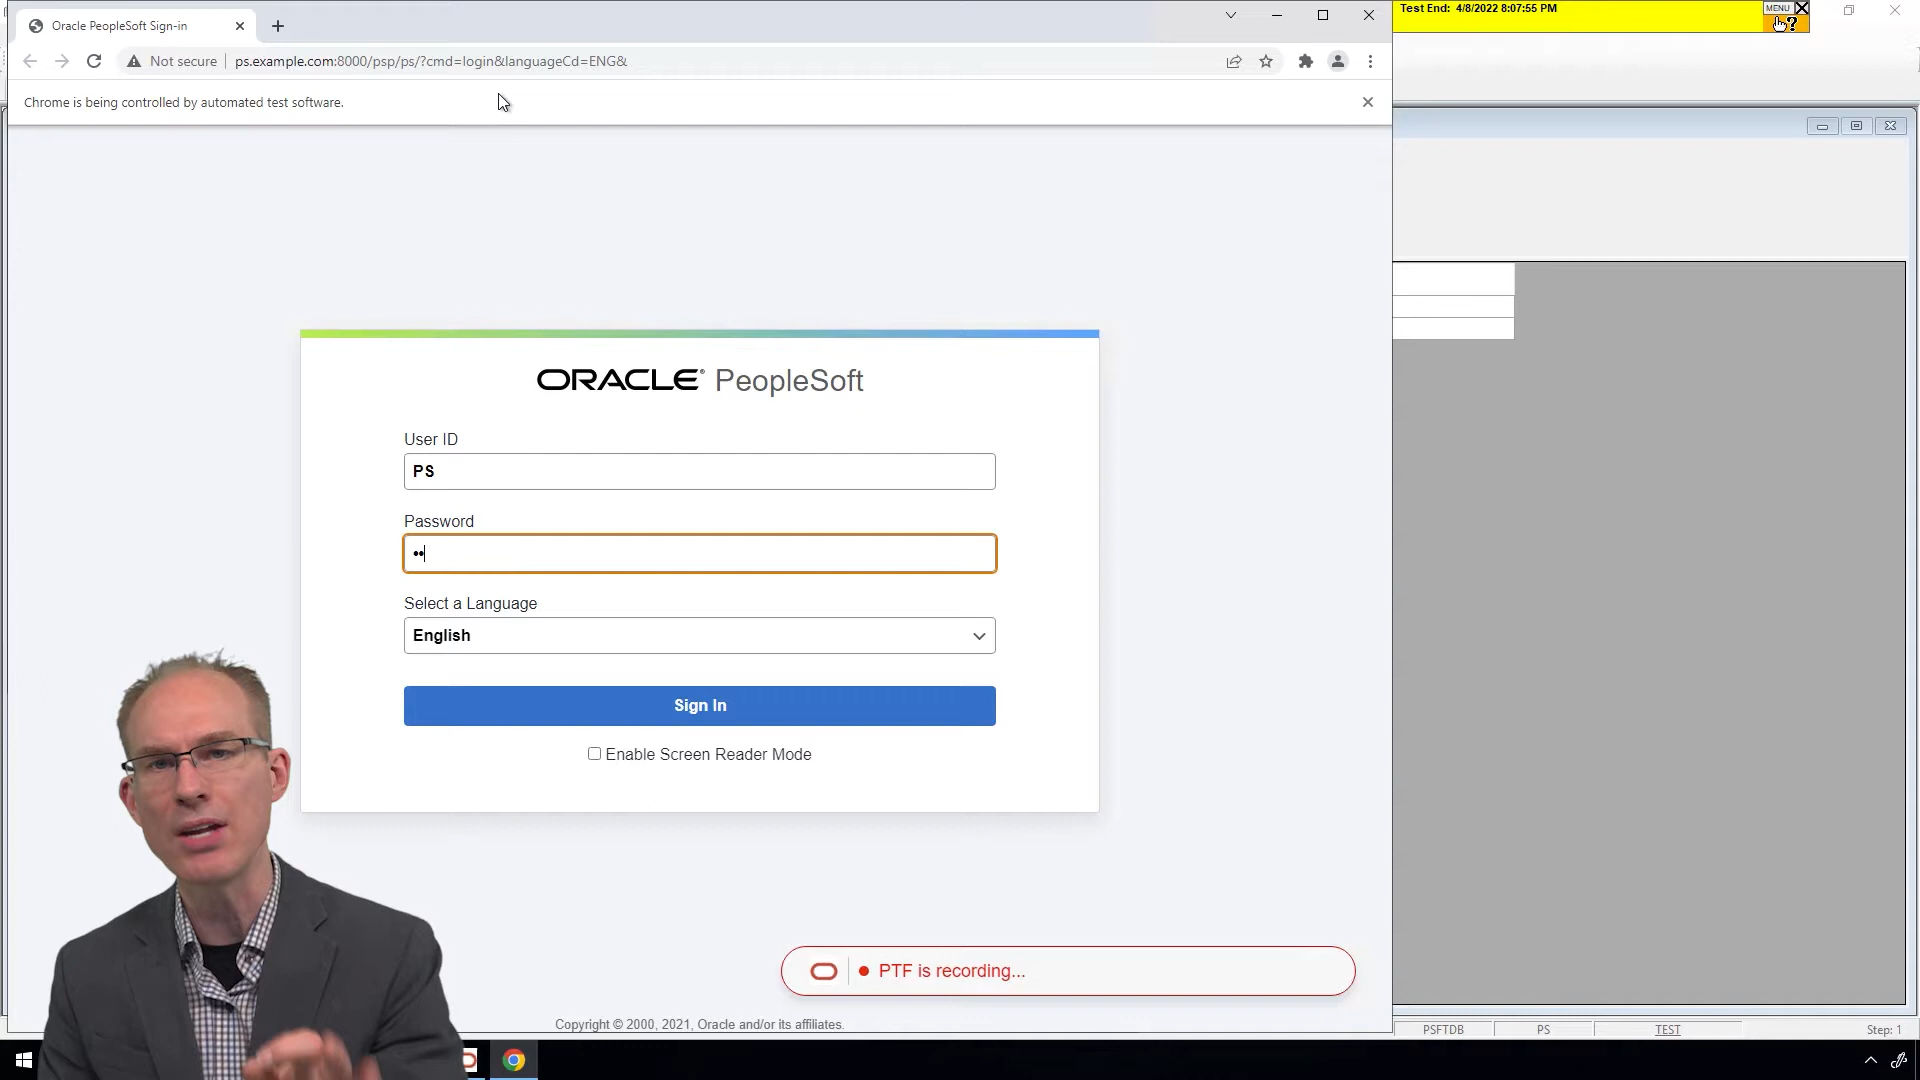 Oracle PeopleSoft Sign-in
Test End: 4/8/2022 8:07:55 PM
MENU
?
Not secure
ps.example.com:8000/psp/ps/?cmd=login&languageCd=ENG&
Chrome is being controlled by automated test software.
ORACLE® PeopleSoft
User ID
PS
Password
••
Select a Language
English
Sign In
Enable Screen Reader Mode
PTF is recording...
Copyright © 2000, 2021, Oracle and/or its affiliates.
PSFTDB
PS
TEST
Step: 1